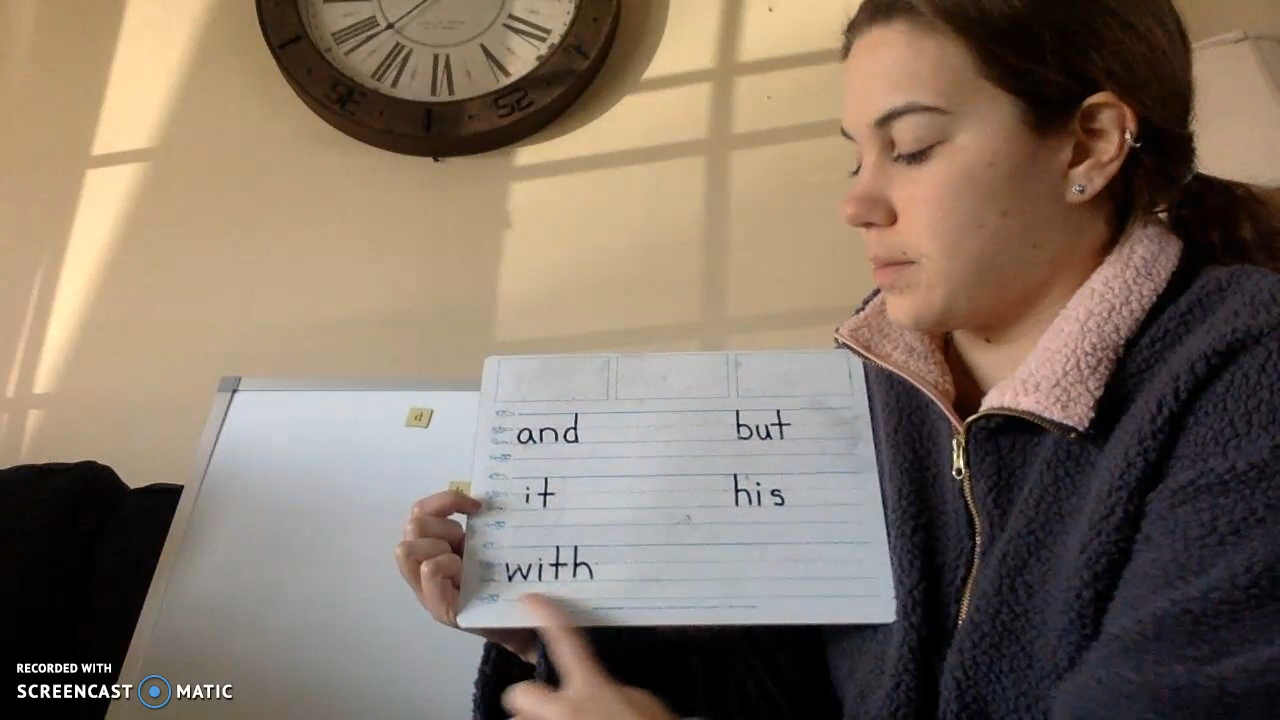 d
and but
it his
with
RECORDED WITH
SCREENCAST MATIC